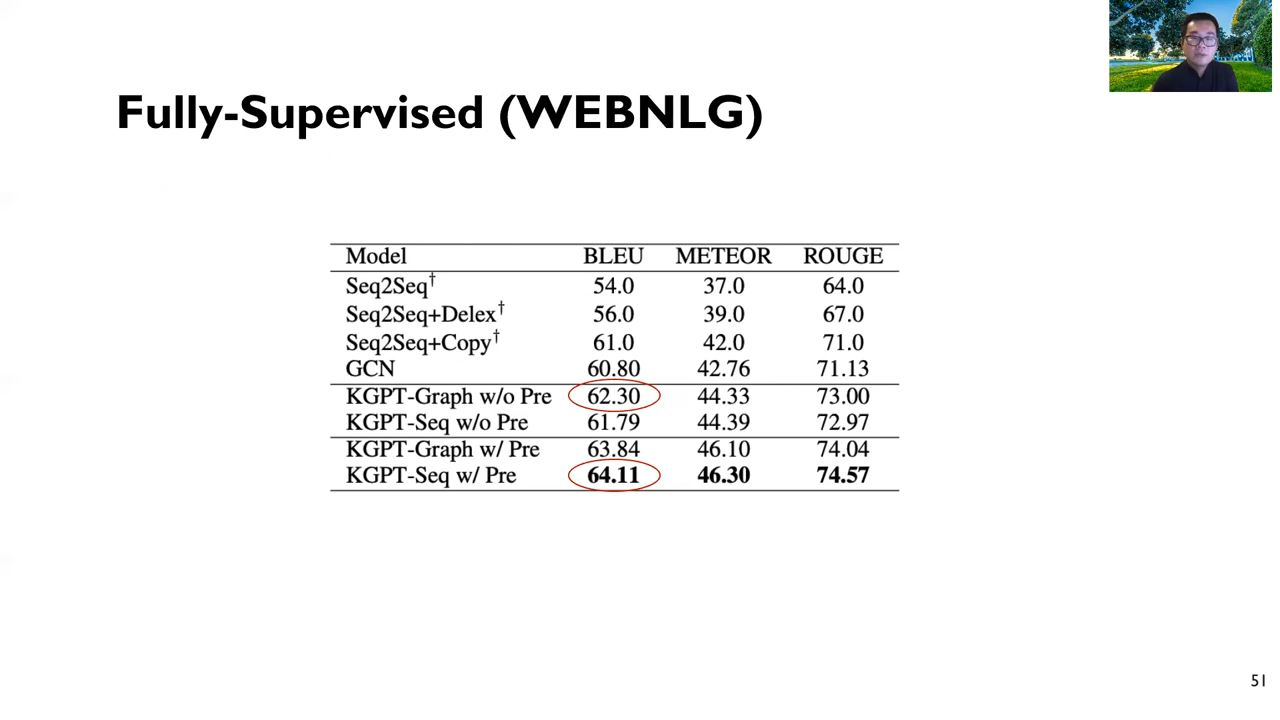 Fully-Supervised (WEBNLG)
Model BLEU METEOR ROUGE
Seq2Seq† 54.0 37.0 64.0
Seq2Seq+Delex† 56.0 39.0 67.0
Seq2Seq+Copy† 61.0 42.0 71.0
GCN 60.80 42.76 71.13
KGPT-Graph w/o Pre 62.30 44.33 73.00
KGPT-Seq w/o Pre 61.79 44.39 72.97
KGPT-Graph w/ Pre 63.84 46.10 74.04
KGPT-Seq w/ Pre 64.11 46.30 74.57
51